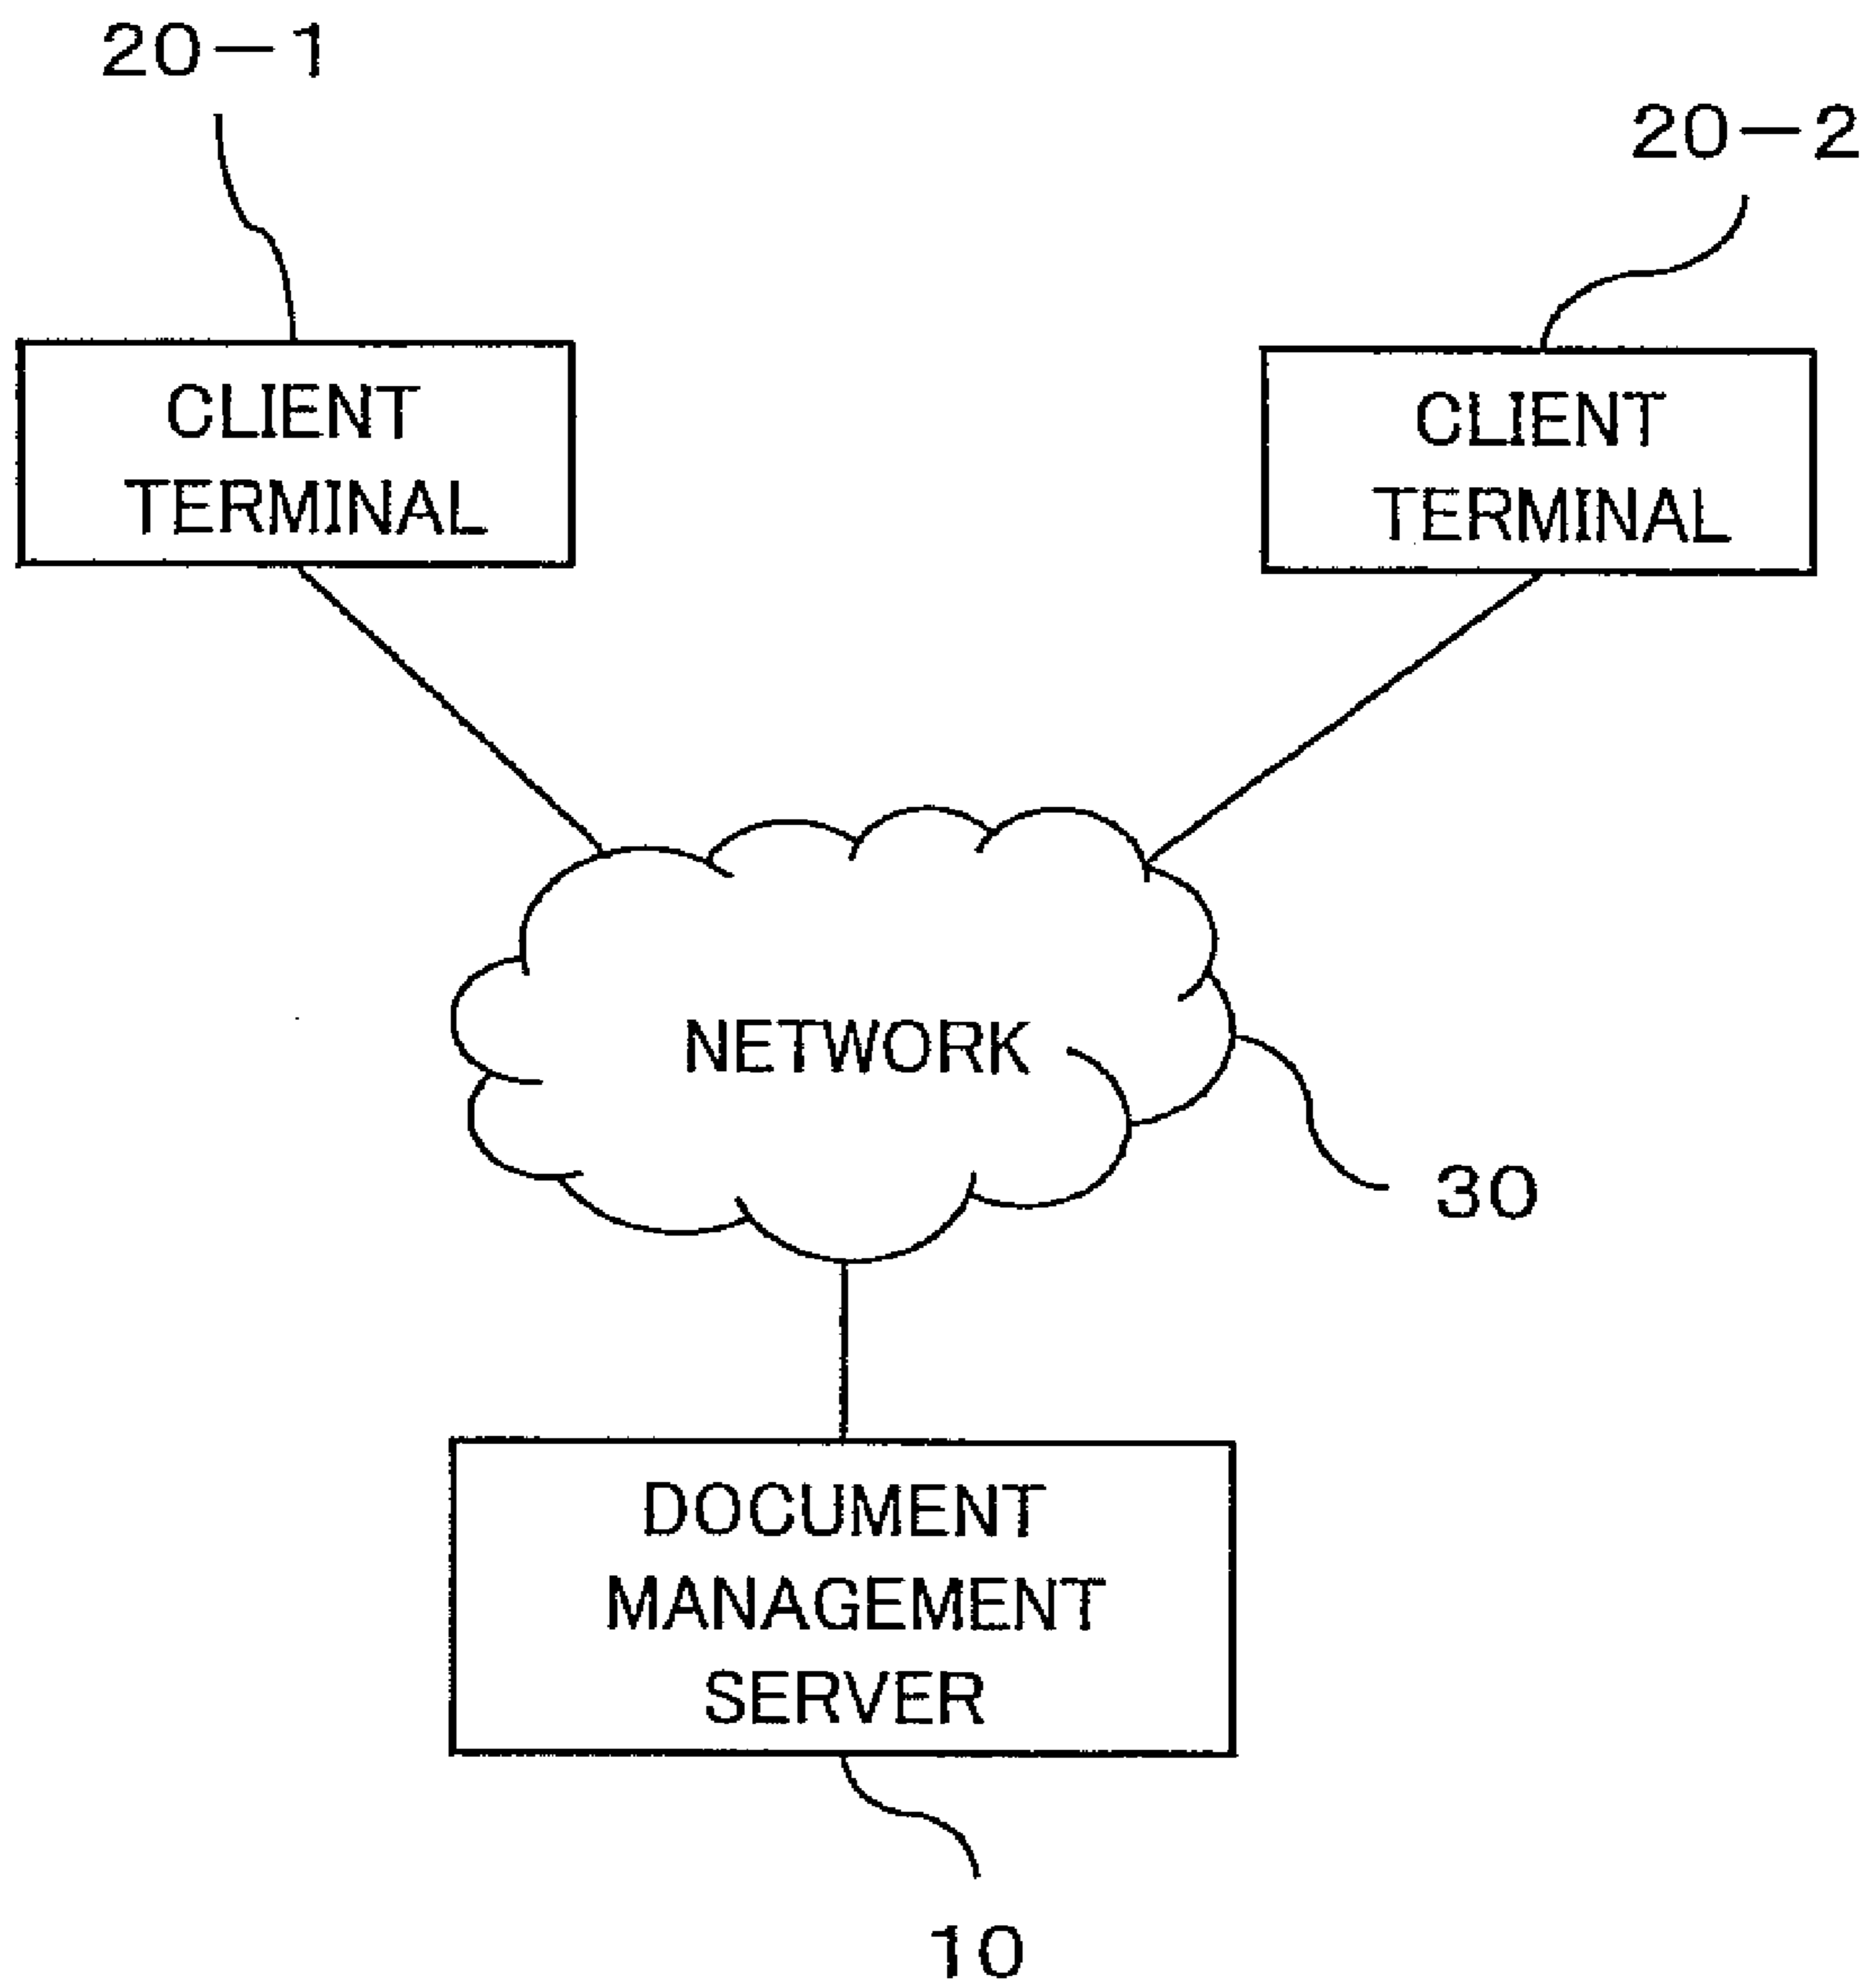 20-1
20-2
CLIENT
TERMINAL
CLIENT
TERMINAL
NETWORK
30
DOCUMENT
MANAGEMENT
SERVER
10